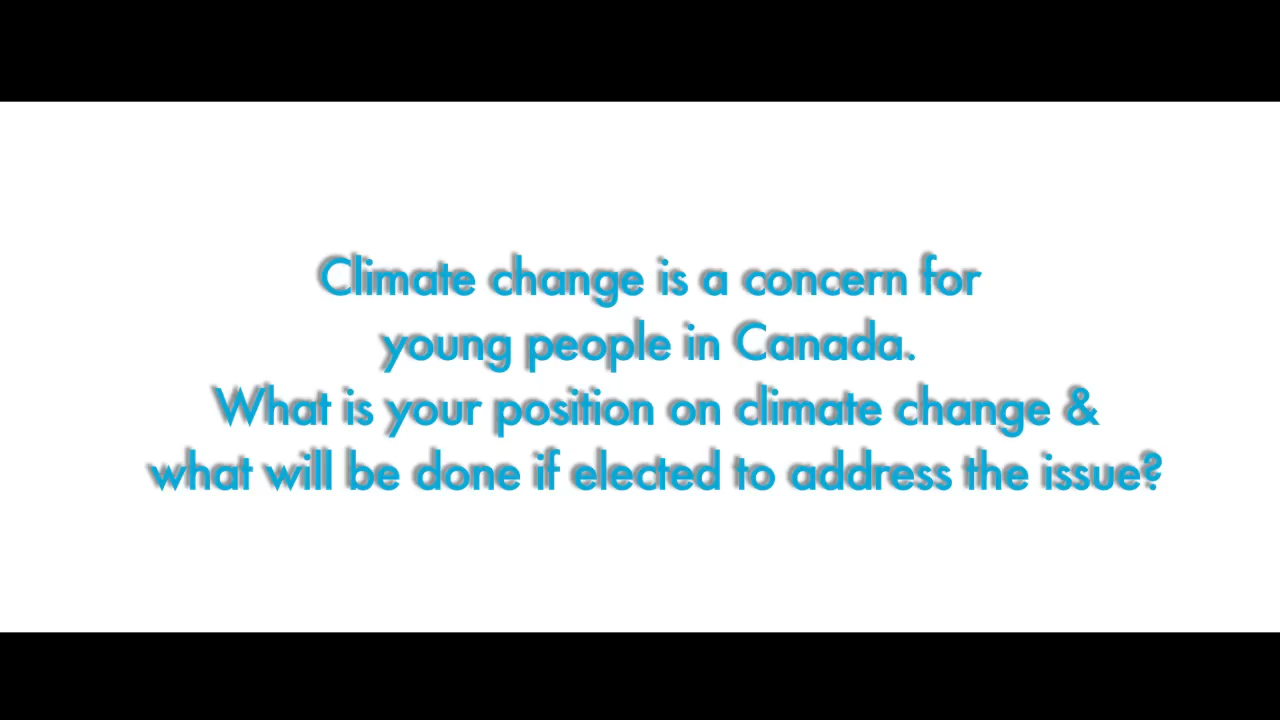 Climate change is a concern for
young people in Canada.
What is your position on climate change &
what will be done if elected to address the issue?